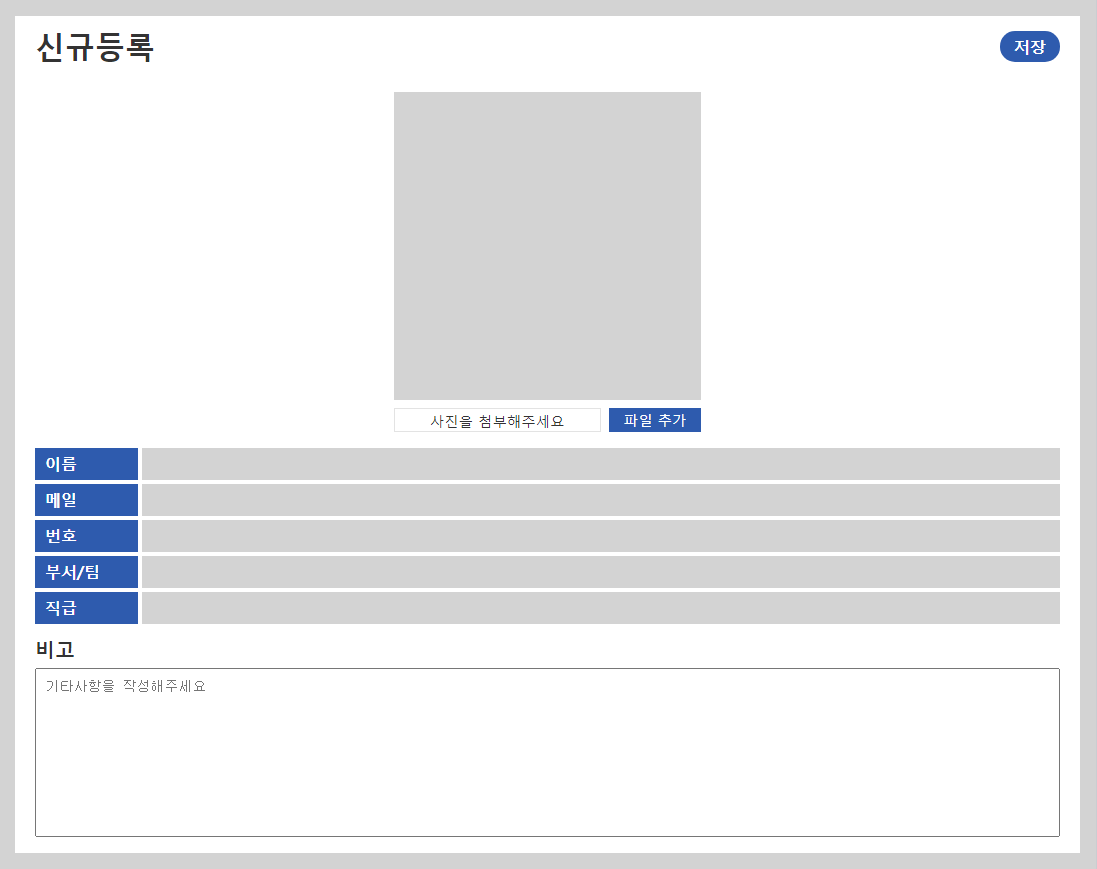 신규등록
저장
사진을 첨부해주세요
파일 추가
이름
메일
번호
부서/팀
직급
비고
기타사항을 작성해주세요